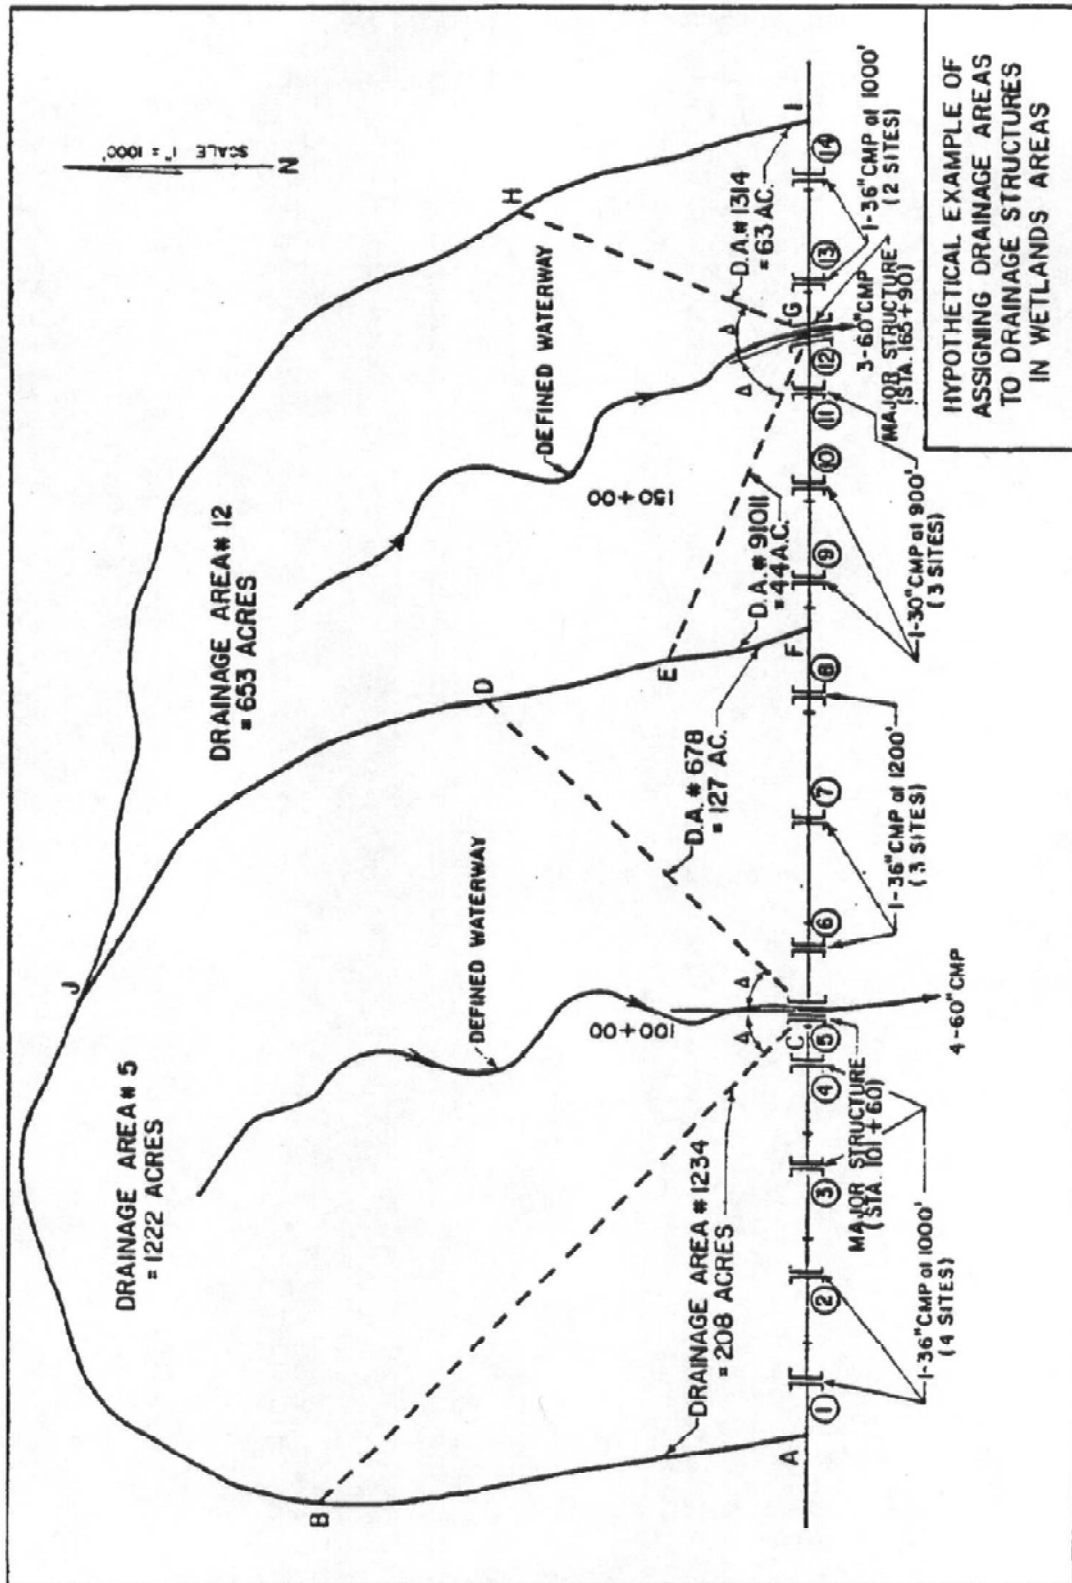 SCALE 1" = 1000'
N
J
DRAINAGE AREA # 5
= 1222 ACRES
DRAINAGE AREA # 12
= 653 ACRES
H
DEFINED WATERWAY
DEFINED WATERWAY
B
D
E
100+00
150+00
Δ
Δ
Δ
Δ
DRAINAGE AREA # 1234
= 208 ACRES
D.A. # 678
= 127 AC.
D.A. # 91011
= 44 A.C.
D.A. # 1314
= 63 AC.
A
C
F
G
I
1
2
3
4
5
6
7
8
9
10
11
12
13
14
1-36" CMP at 1000'
(4 SITES)
MAJOR STRUCTURE
(STA. 101+60)
4-60" CMP
1-36" CMP at 1200'
(3 SITES)
1-30" CMP at 900'
(3 SITES)
3-60" CMP
MAJOR STRUCTURE
(STA. 165+90)
1-36" CMP at 1000'
(2 SITES)
HYPOTHETICAL EXAMPLE OF
ASSIGNING DRAINAGE AREAS
TO DRAINAGE STRUCTURES
IN WETLANDS AREAS